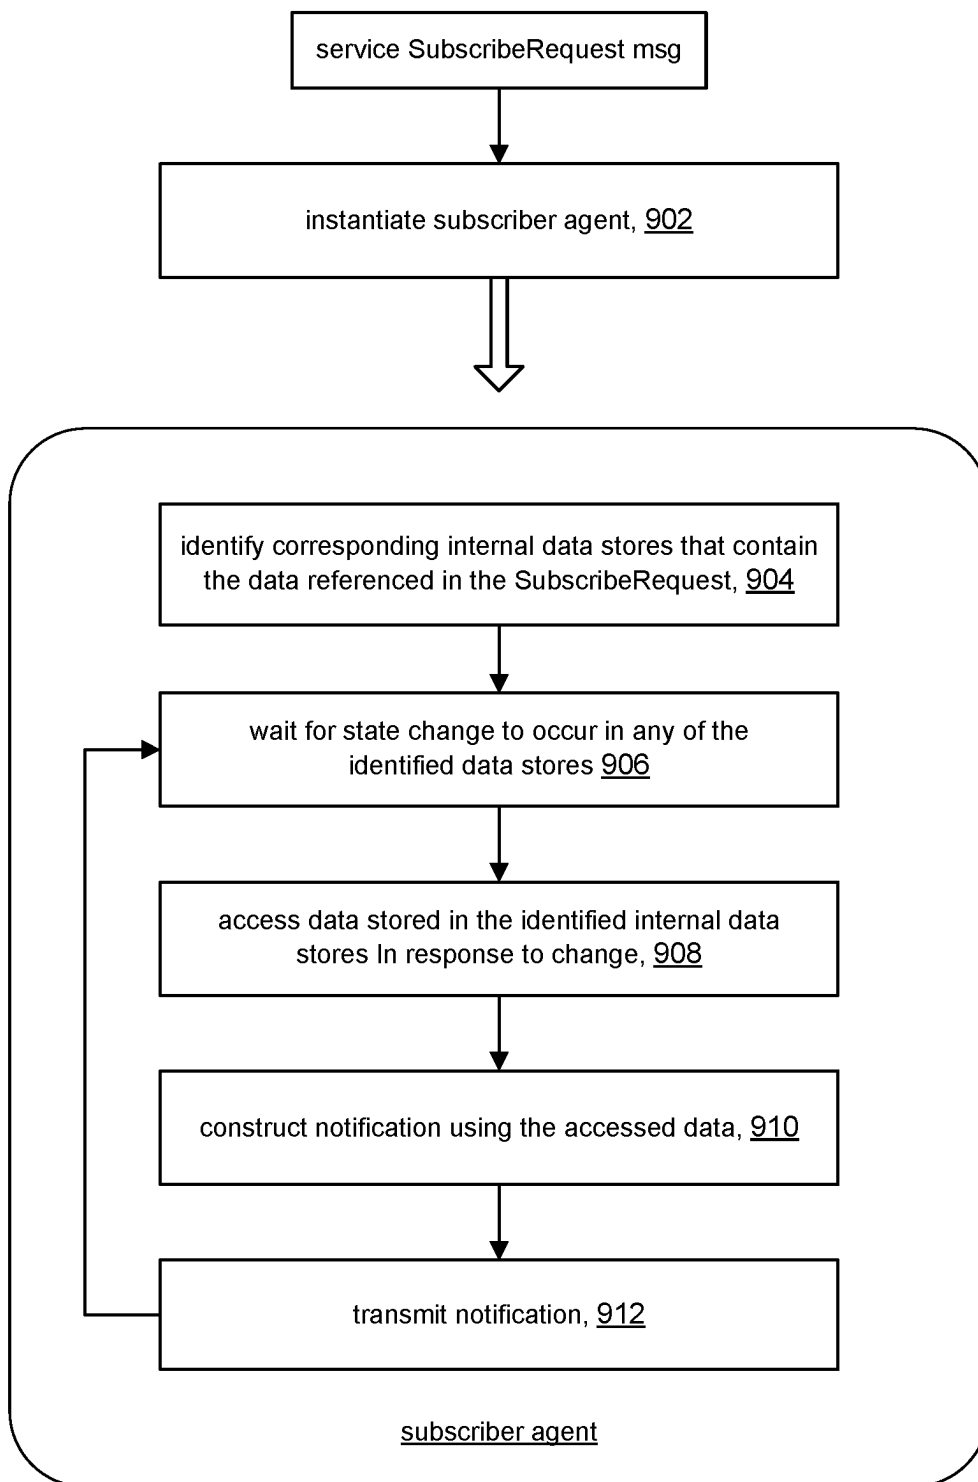 service SubscribeRequest msg
instantiate subscriber agent, 902
identify corresponding internal data stores that contain
the data referenced in the SubscribeRequest, 904
wait for state change to occur in any of the
identified data stores 906
access data stored in the identified internal data
stores In response to change, 908
construct notification using the accessed data, 910
transmit notification, 912
subscriber agent